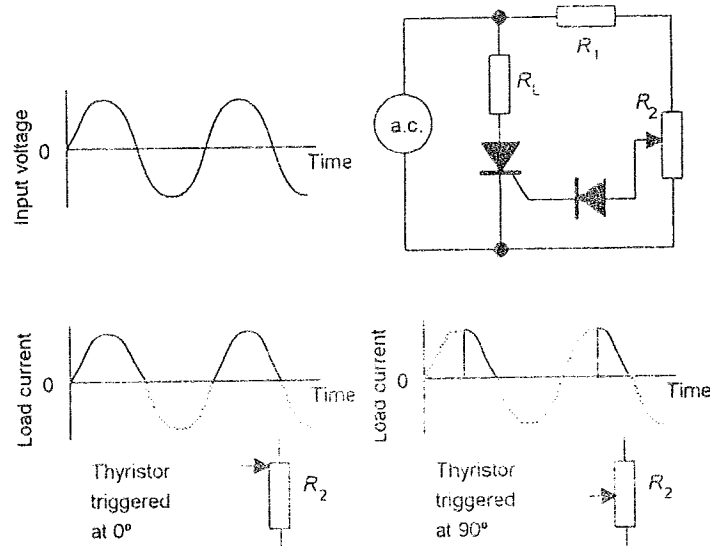 Input voltage
0
Time
a.c.
R1
RL
R2
Load current
0
Time
Thyristor
triggered
at 0º
R2
Load current
0
Time
Thyristor
triggered
at 90º
R2